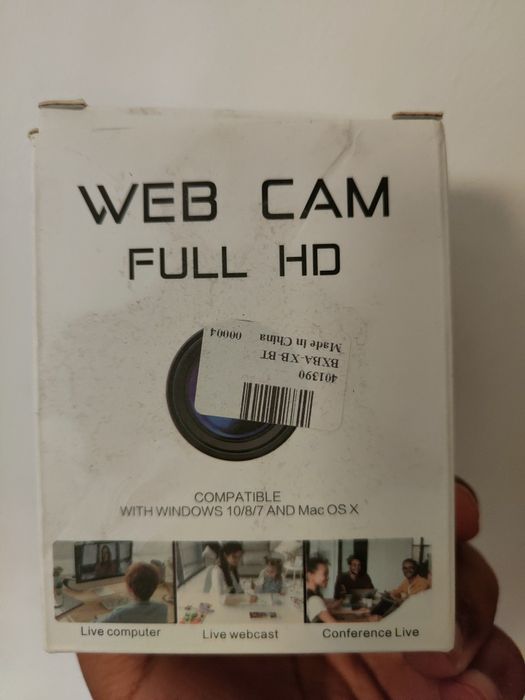 WEB CAM
FULL HD
401390
BXBA-XB-BT
Made In China 00004
COMPATIBLE
WITH WINDOWS 10/8/7 AND Mac OS X
Live computer
Live webcast
Conference Live